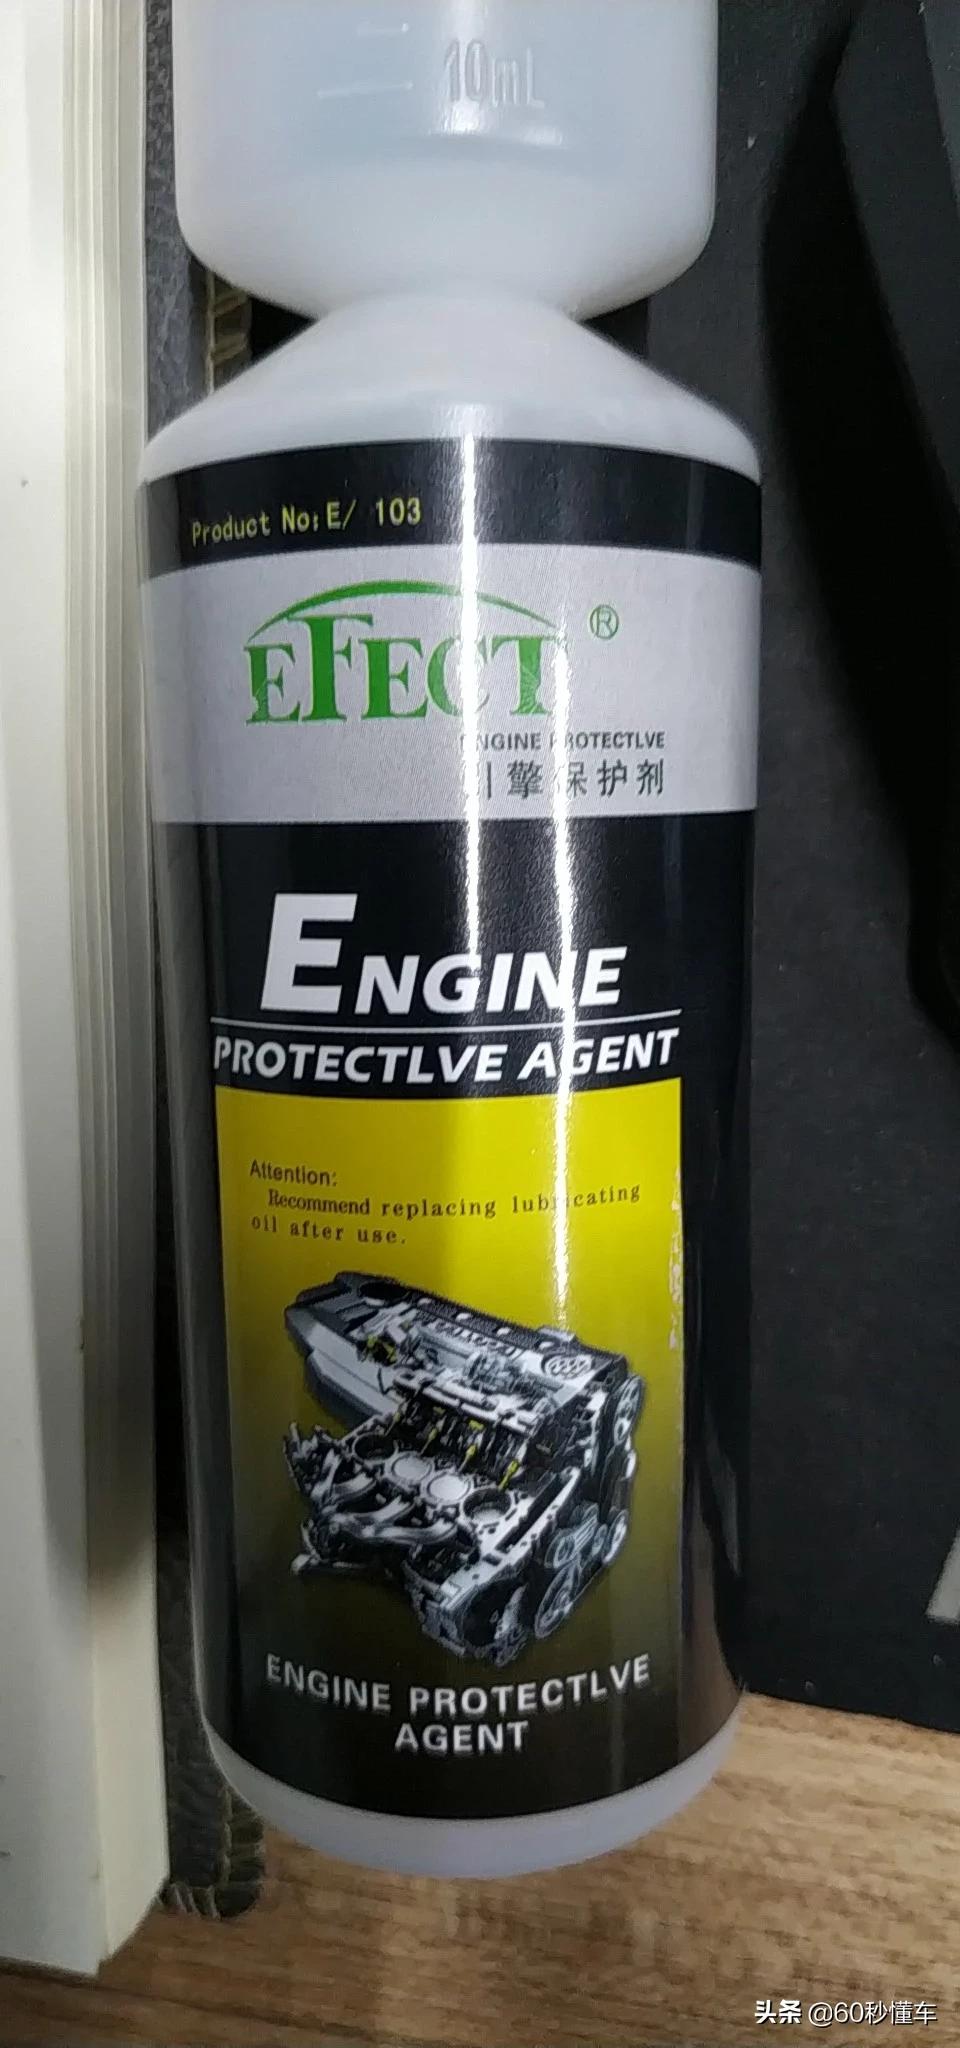 10mL
Product No:E/ 103
EFECT®
ENGINE PROTECTLVE
引擎保护剂
ENGINE
PROTECTLVE AGENT
Attention:
Recommend replacing lubricating
oil after use.
ENGINE PROTECTLVE
AGENT
头条 @60秒懂车